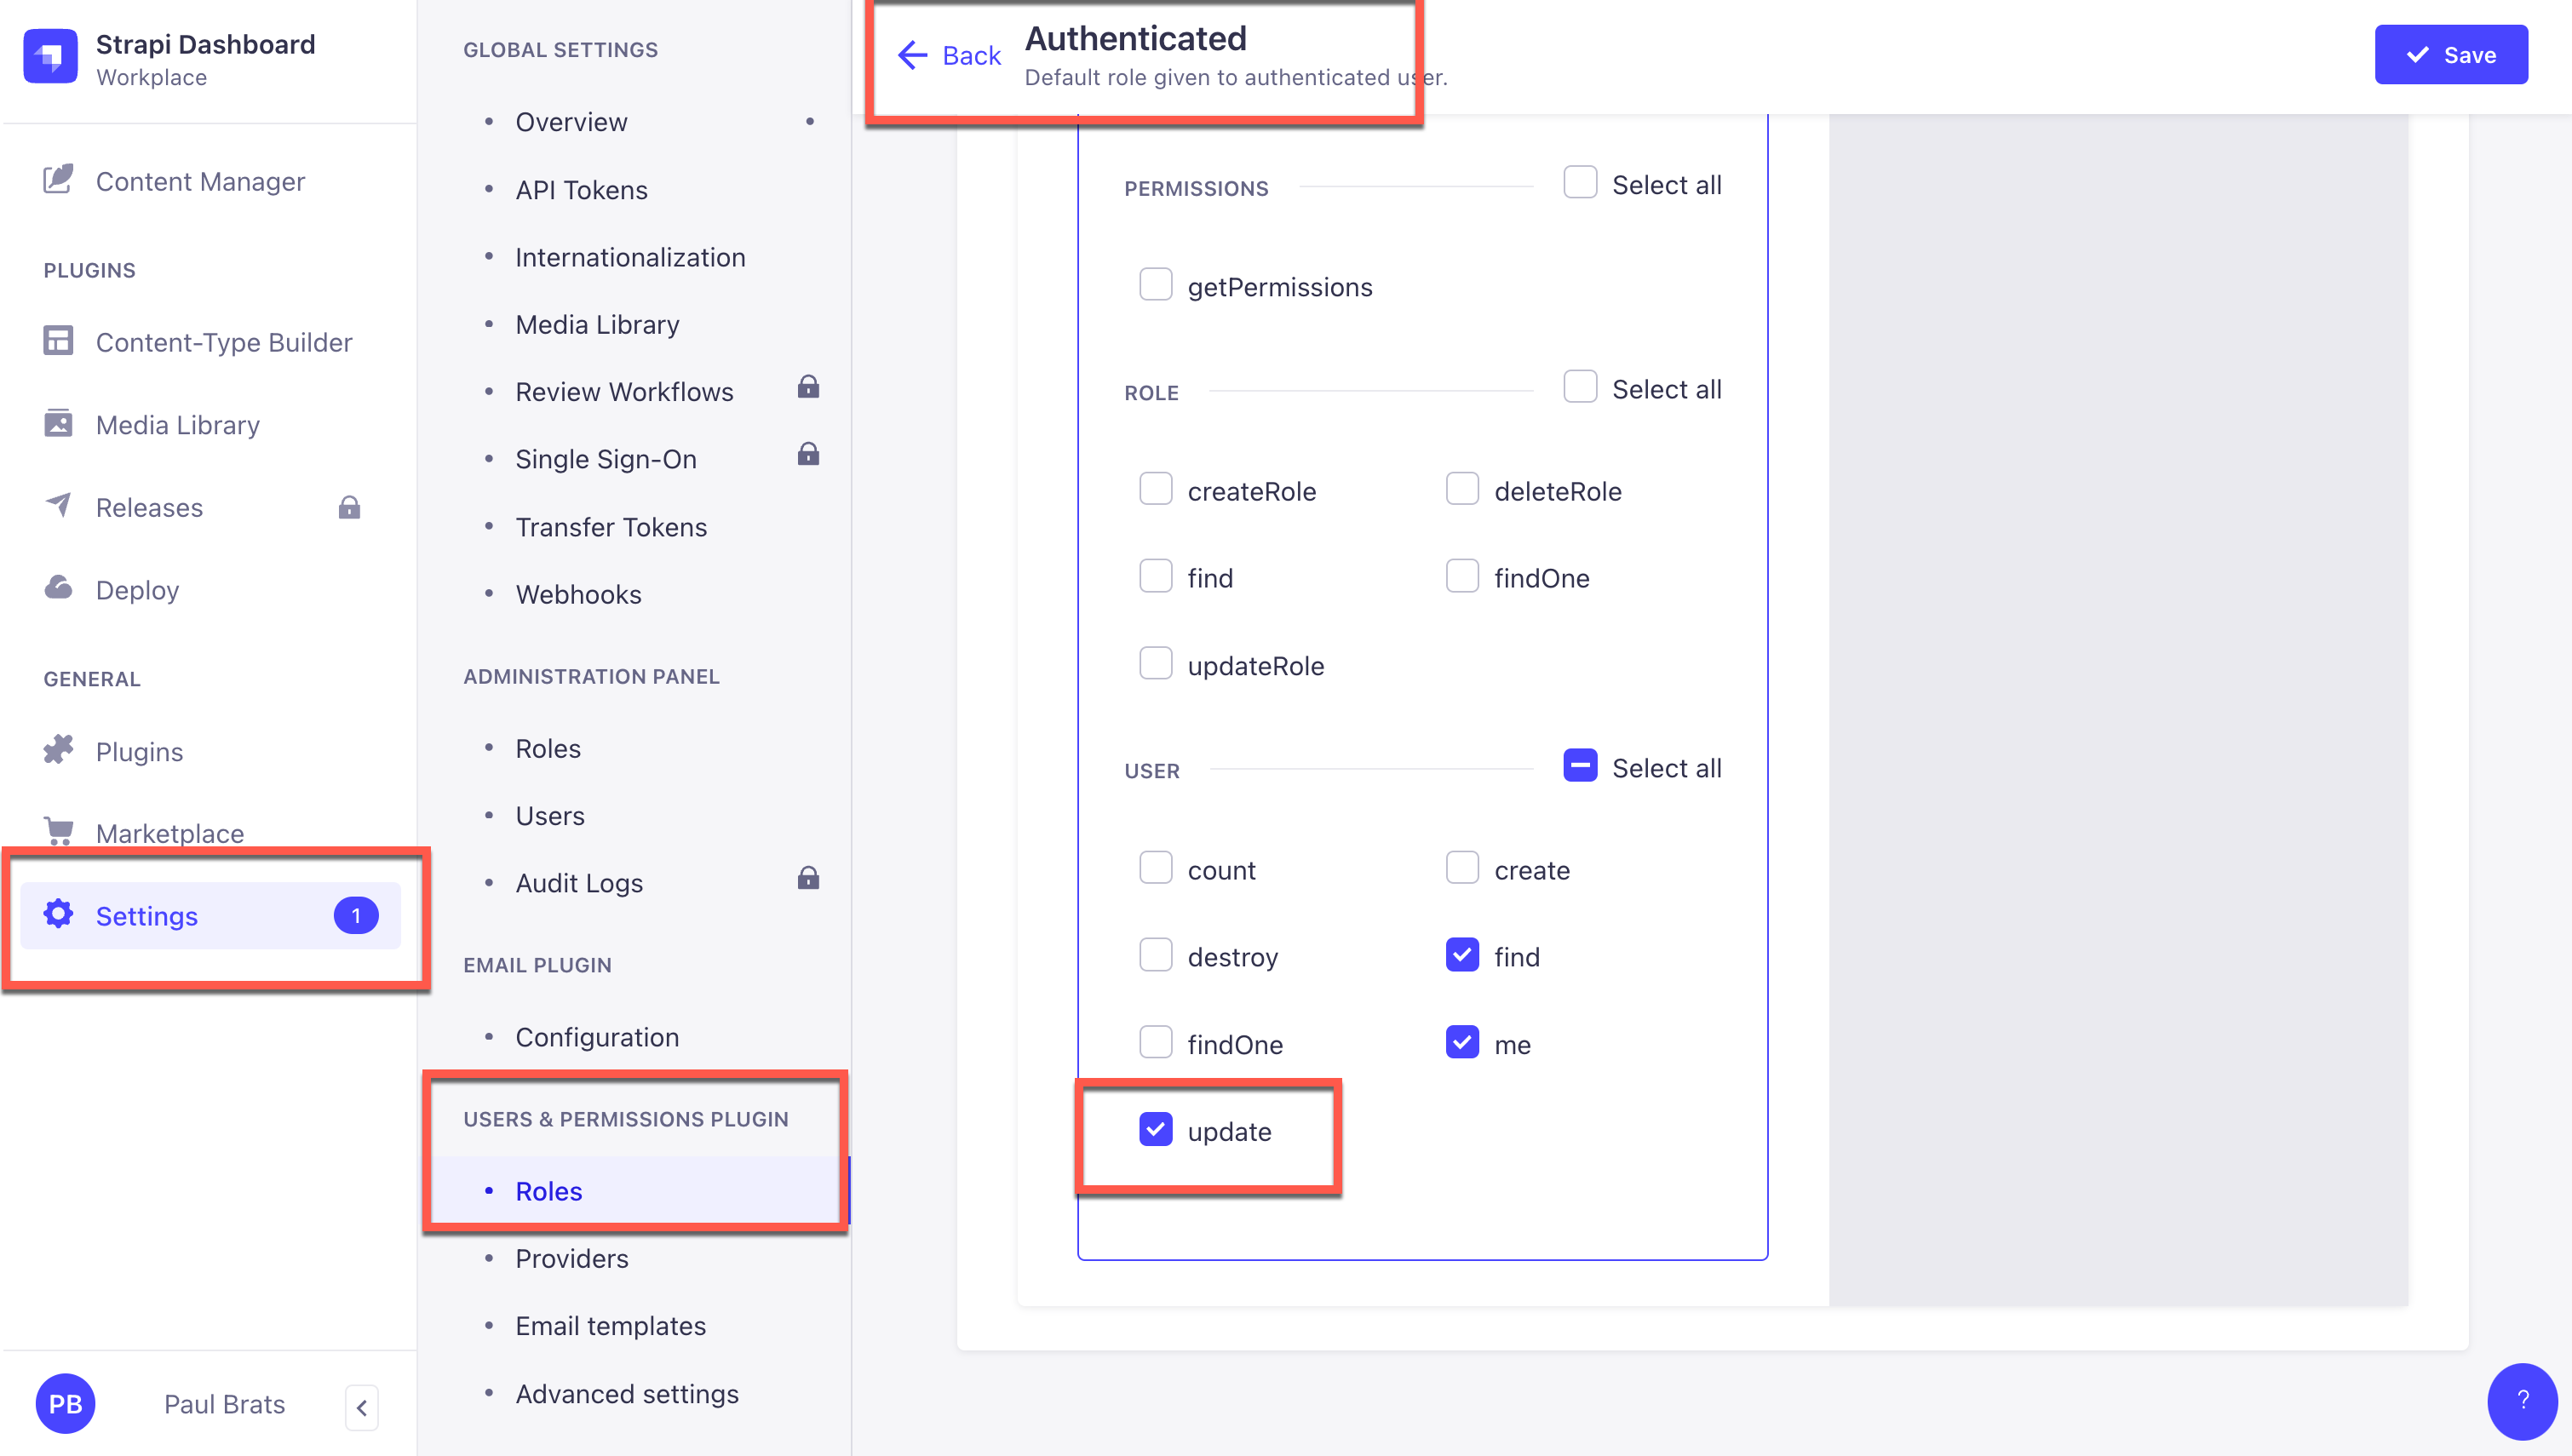 Strapi Dashboard
Workplace
Content Manager
PLUGINS
Content-Type Builder
Media Library
Releases
Deploy
GENERAL
Plugins
Marketplace
Settings 1
PB Paul Brats
GLOBAL SETTINGS
Overview
API Tokens
Internationalization
Media Library
Review Workflows
Single Sign-On
Transfer Tokens
Webhooks
ADMINISTRATION PANEL
Roles
Users
Audit Logs
EMAIL PLUGIN
Configuration
USERS & PERMISSIONS PLUGIN
Roles
Providers
Email templates
Advanced settings
Back
Authenticated
Default role given to authenticated user.
Save
PERMISSIONS Select all
getPermissions
ROLE Select all
createRole deleteRole
find findOne
updateRole
USER Select all
count create
destroy find
findOne me
update
?